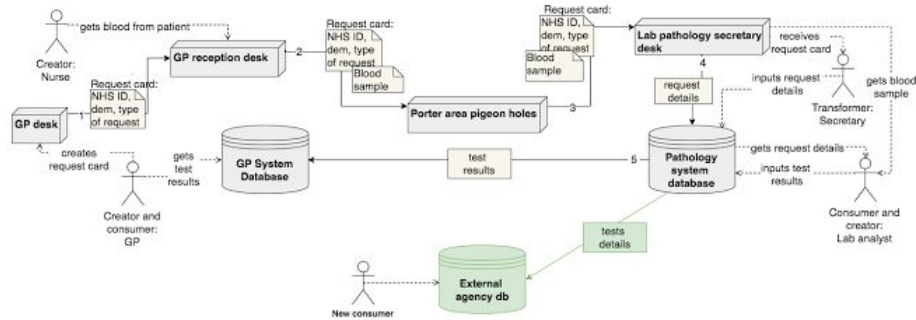 gets blood from patient
Creator:
Nurse
GP reception desk
2
Request card:
NHS ID,
dem, type
of request
Blood
sample
Request card:
NHS ID,
dem, type
of request
Blood
sample
Lab pathology secretary
desk
4
receives
request card
Request card:
NHS ID,
dem, type
of request
1
GP desk
Porter area pigeon holes
3
request
details
inputs request
details
Transformer:
Secretary
gets blood
sample
creates
request card
Creator and
consumer:
GP
gets
test
results
GP System
Database
test
results
5
Pathology
system
database
gets request details
inputs test
results
Consumer and
creator:
Lab analyst
tests
details
External
agency db
New consumer